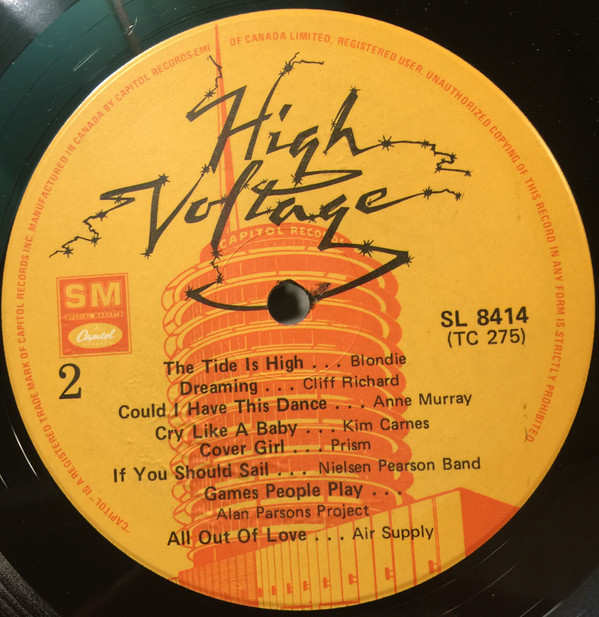 "CAPITOL" IS A REGISTERED TRADE MARK OF CAPITOL RECORDS INC. MANUFACTURED IN CANADA BY CAPITOL RECORDS-EMI OF CANADA LIMITED, REGISTERED USER. UNAUTHORIZED COPYING OF THIS RECORD IN ANY FORM IS STRICTLY PROHIBITED.
High
Voltage
CAPITOL RECORDS
SM
SPECIAL MARKETS
Capitol
SL 8414
(TC 275)
2
The Tide Is High . . . Blondie
Dreaming . . . Cliff Richard
Could I Have This Dance . . . Anne Murray
Cry Like A Baby . . . Kim Carnes
Cover Girl . . . Prism
If You Should Sail . . . Nielsen Pearson Band
Games People Play . . .
Alan Parsons Project
All Out Of Love . . . Air Supply